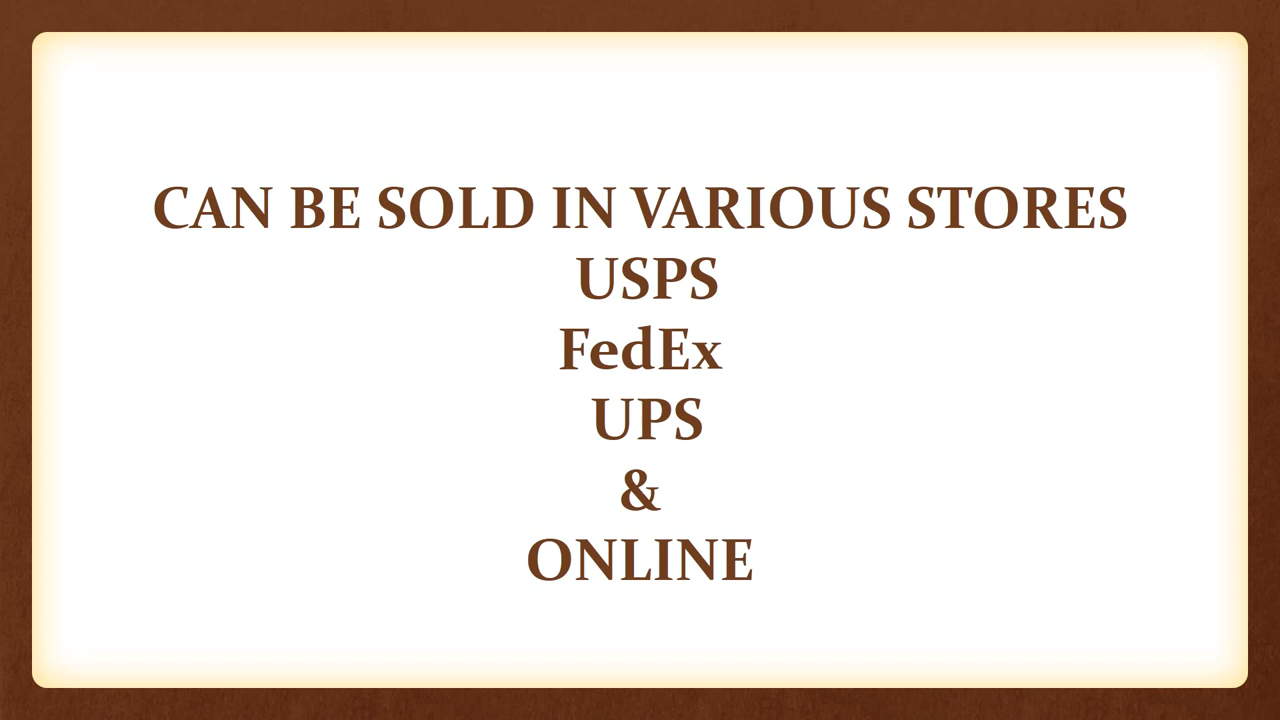 CAN BE SOLD IN VARIOUS STORES
USPS
FedEx
UPS
&
ONLINE